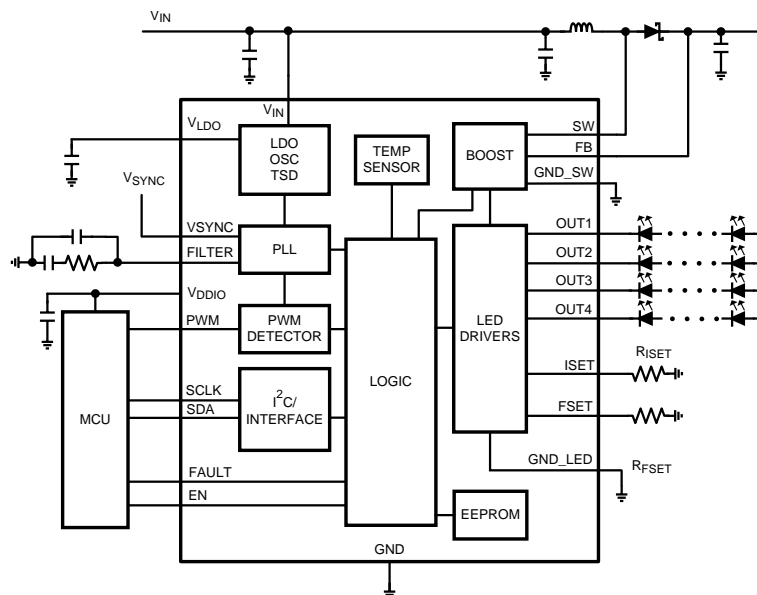 VIN
VIN
VLDO
LDO
OSC
TSD
TEMP
SENSOR
BOOST
SW
FB
GND_SW
VSYNC
VSYNC
FILTER
PLL
OUT1
OUT2
OUT3
OUT4
VDDIO
PWM
PWM
DETECTOR
LOGIC
LED
DRIVERS
MCU
SCLK
SDA
I2C/
INTERFACE
ISET
RISET
FSET
GND_LED
RFSET
FAULT
EN
EEPROM
GND